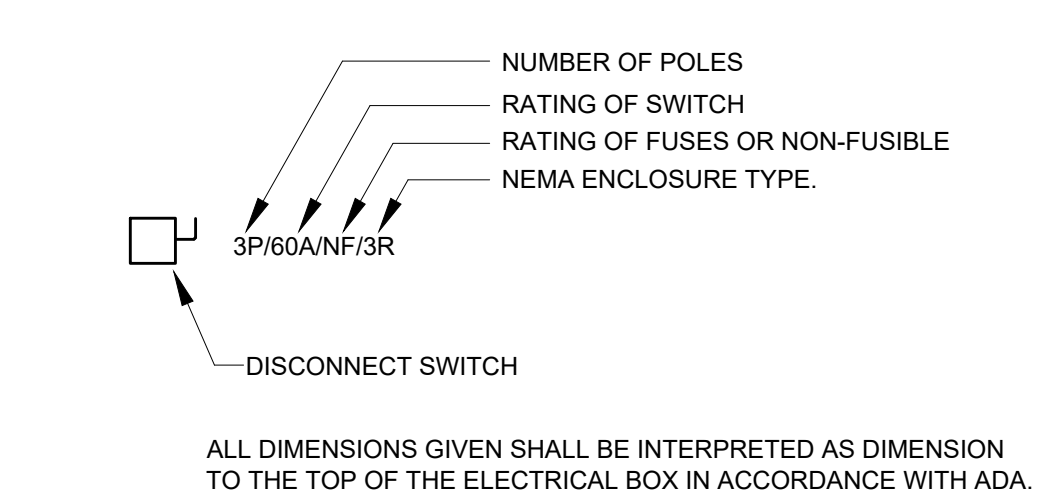 NUMBER OF POLES
RATING OF SWITCH
RATING OF FUSES OR NON-FUSIBLE
NEMA ENCLOSURE TYPE.
3P/60A/NF/3R
DISCONNECT SWITCH
ALL DIMENSIONS GIVEN SHALL BE INTERPRETED AS DIMENSION
TO THE TOP OF THE ELECTRICAL BOX IN ACCORDANCE WITH ADA.